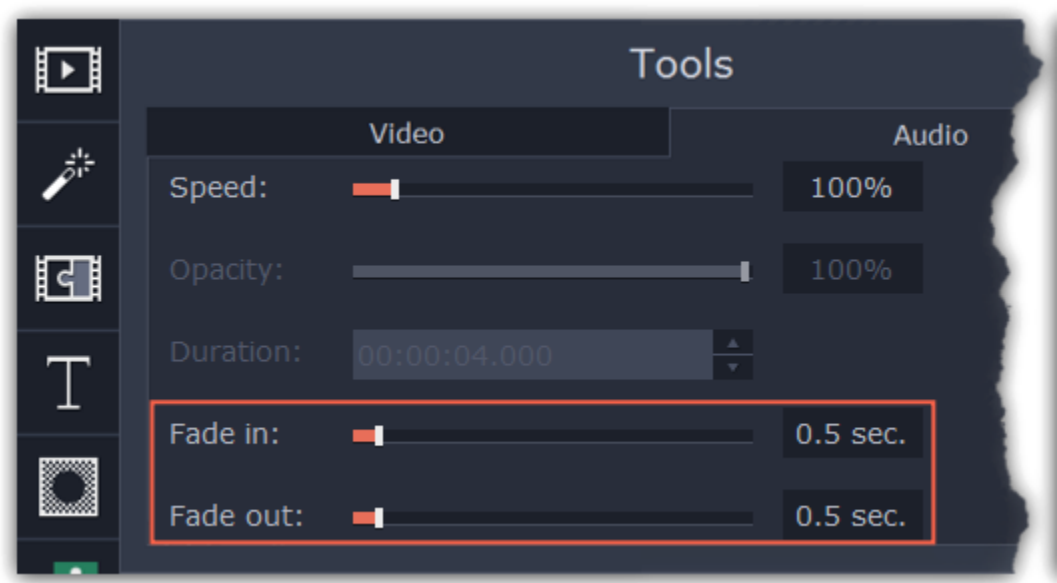 Tools
Video Audio
Speed: 100%
Opacity: 100%
Duration: 00:00:04.000
Fade in: 0.5 sec.
Fade out: 0.5 sec.